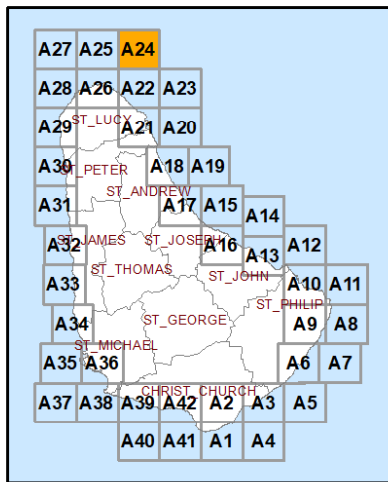 A27 A25 A24
A28 A26 A22 A23
A29 A21 A20
ST_LUCY
A30 A18 A19
ST_PETER
ST_ANDREW
A31 A17 A15
A14
A32 A16
ST_JAMES ST_JOSEPH
A13 A12
ST_THOMAS
ST_JOHN
A33 A10 A11
ST_PHILIP
A34 A9 A8
ST_GEORGE
ST_MICHAEL
A35 A36 A6 A7
CHRIST_CHURCH
A37 A38 A39 A42 A2 A3 A5
A40 A41 A1 A4